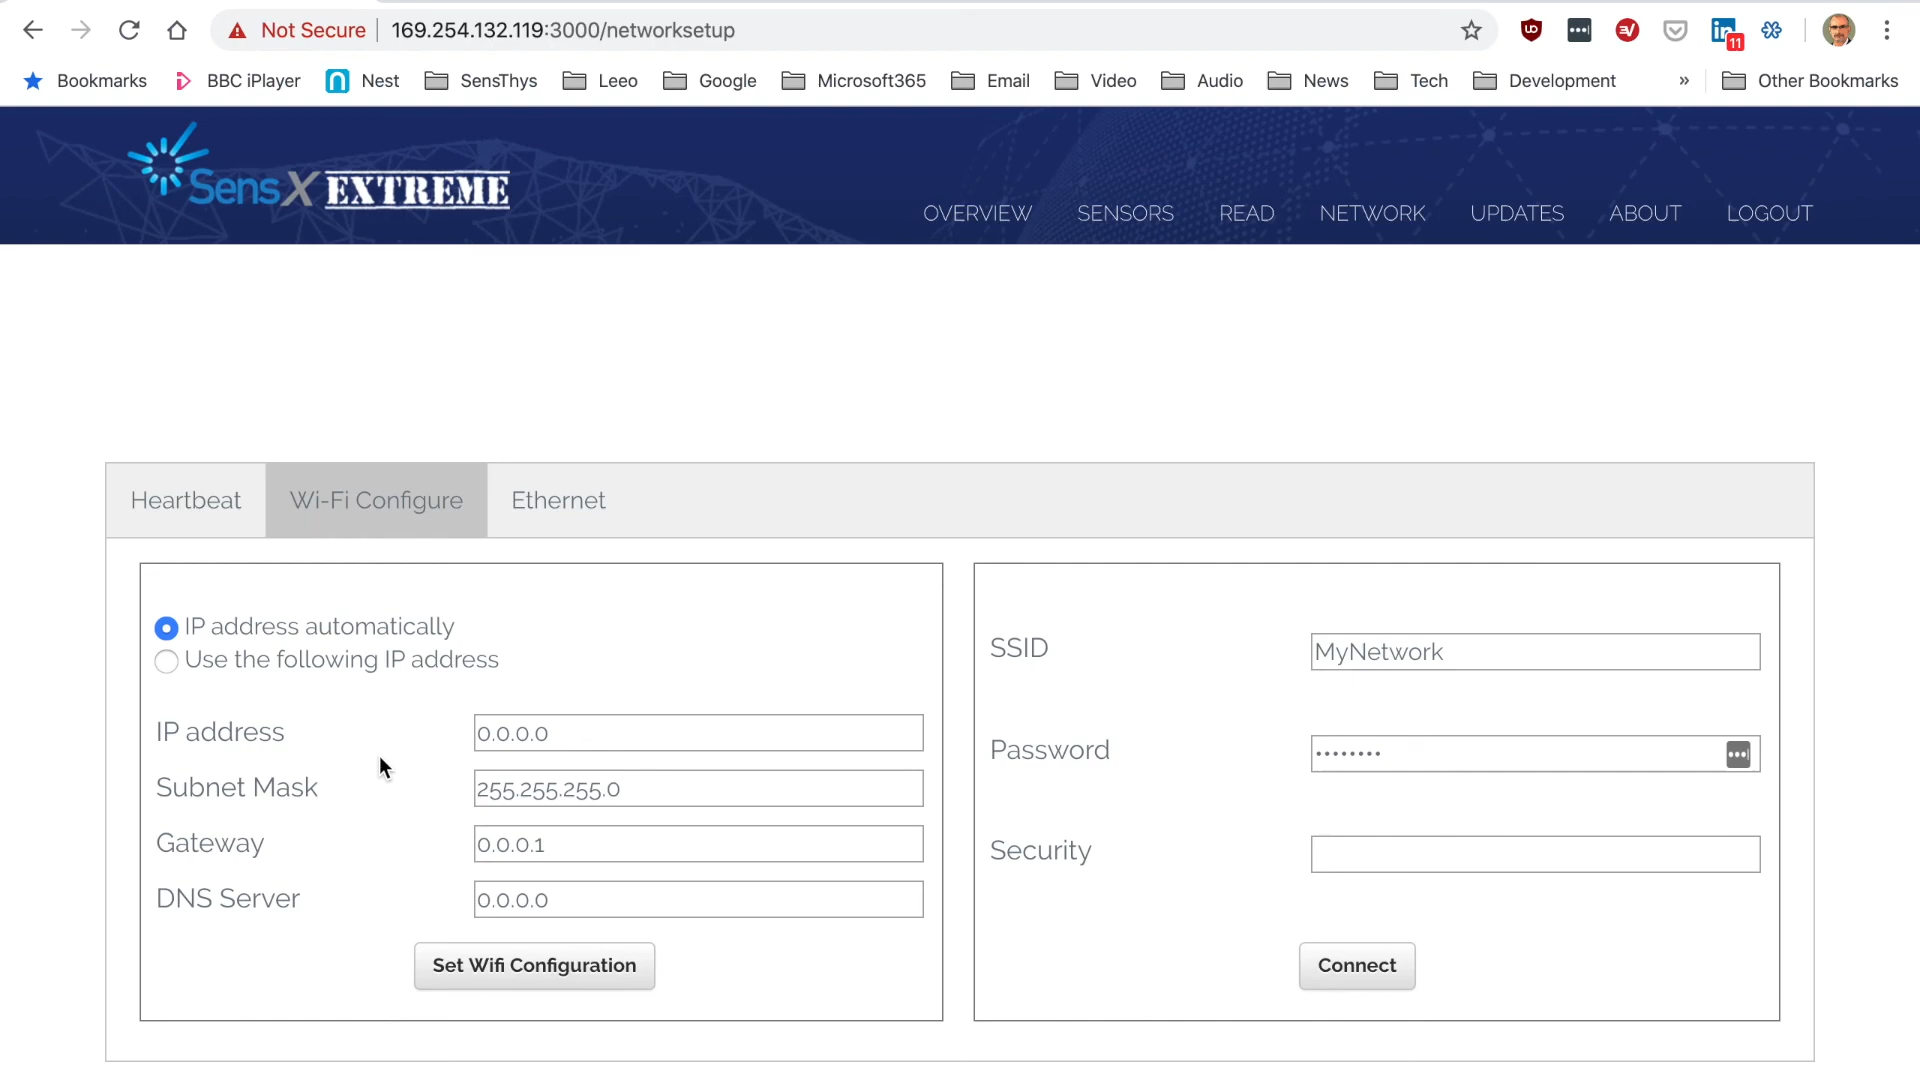 Not Secure 169.254.132.119:3000/networksetup
11
Bookmarks BBC iPlayer Nest SensThys Leeo Google Microsoft365 Email Video Audio News Tech Development » Other Bookmarks
SensX EXTREME
OVERVIEW SENSORS READ NETWORK UPDATES ABOUT LOGOUT
Heartbeat Wi-Fi Configure Ethernet
IP address automatically
Use the following IP address
IP address 0.0.0.0
Subnet Mask 255.255.255.0
Gateway 0.0.0.1
DNS Server 0.0.0.0
Set Wifi Configuration
SSID MyNetwork
Password ••••••••
Security
Connect